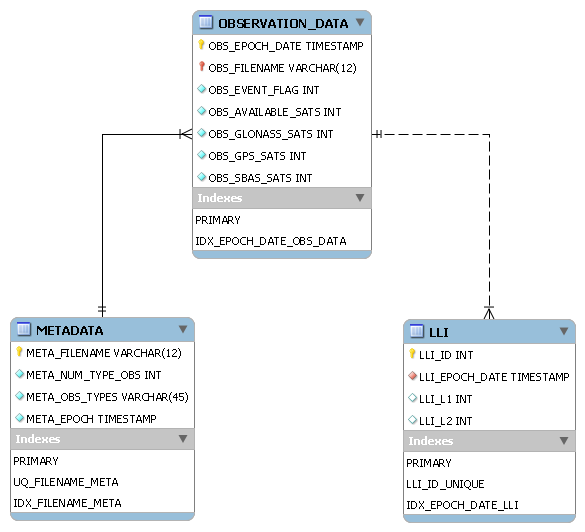 OBSERVATION_DATA
OBS_EPOCH_DATE TIMESTAMP
OBS_FILENAME VARCHAR(12)
OBS_EVENT_FLAG INT
OBS_AVAILABLE_SATS INT
OBS_GLONASS_SATS INT
OBS_GPS_SATS INT
OBS_SBAS_SATS INT
Indexes
PRIMARY
IDX_EPOCH_DATE_OBS_DATA
METADATA
META_FILENAME VARCHAR(12)
META_NUM_TYPE_OBS INT
META_OBS_TYPES VARCHAR(45)
META_EPOCH TIMESTAMP
Indexes
PRIMARY
UQ_FILENAME_META
IDX_FILENAME_META
LLI
LLI_ID INT
LLI_EPOCH_DATE TIMESTAMP
LLI_L1 INT
LLI_L2 INT
Indexes
PRIMARY
LLI_ID_UNIQUE
IDX_EPOCH_DATE_LLI